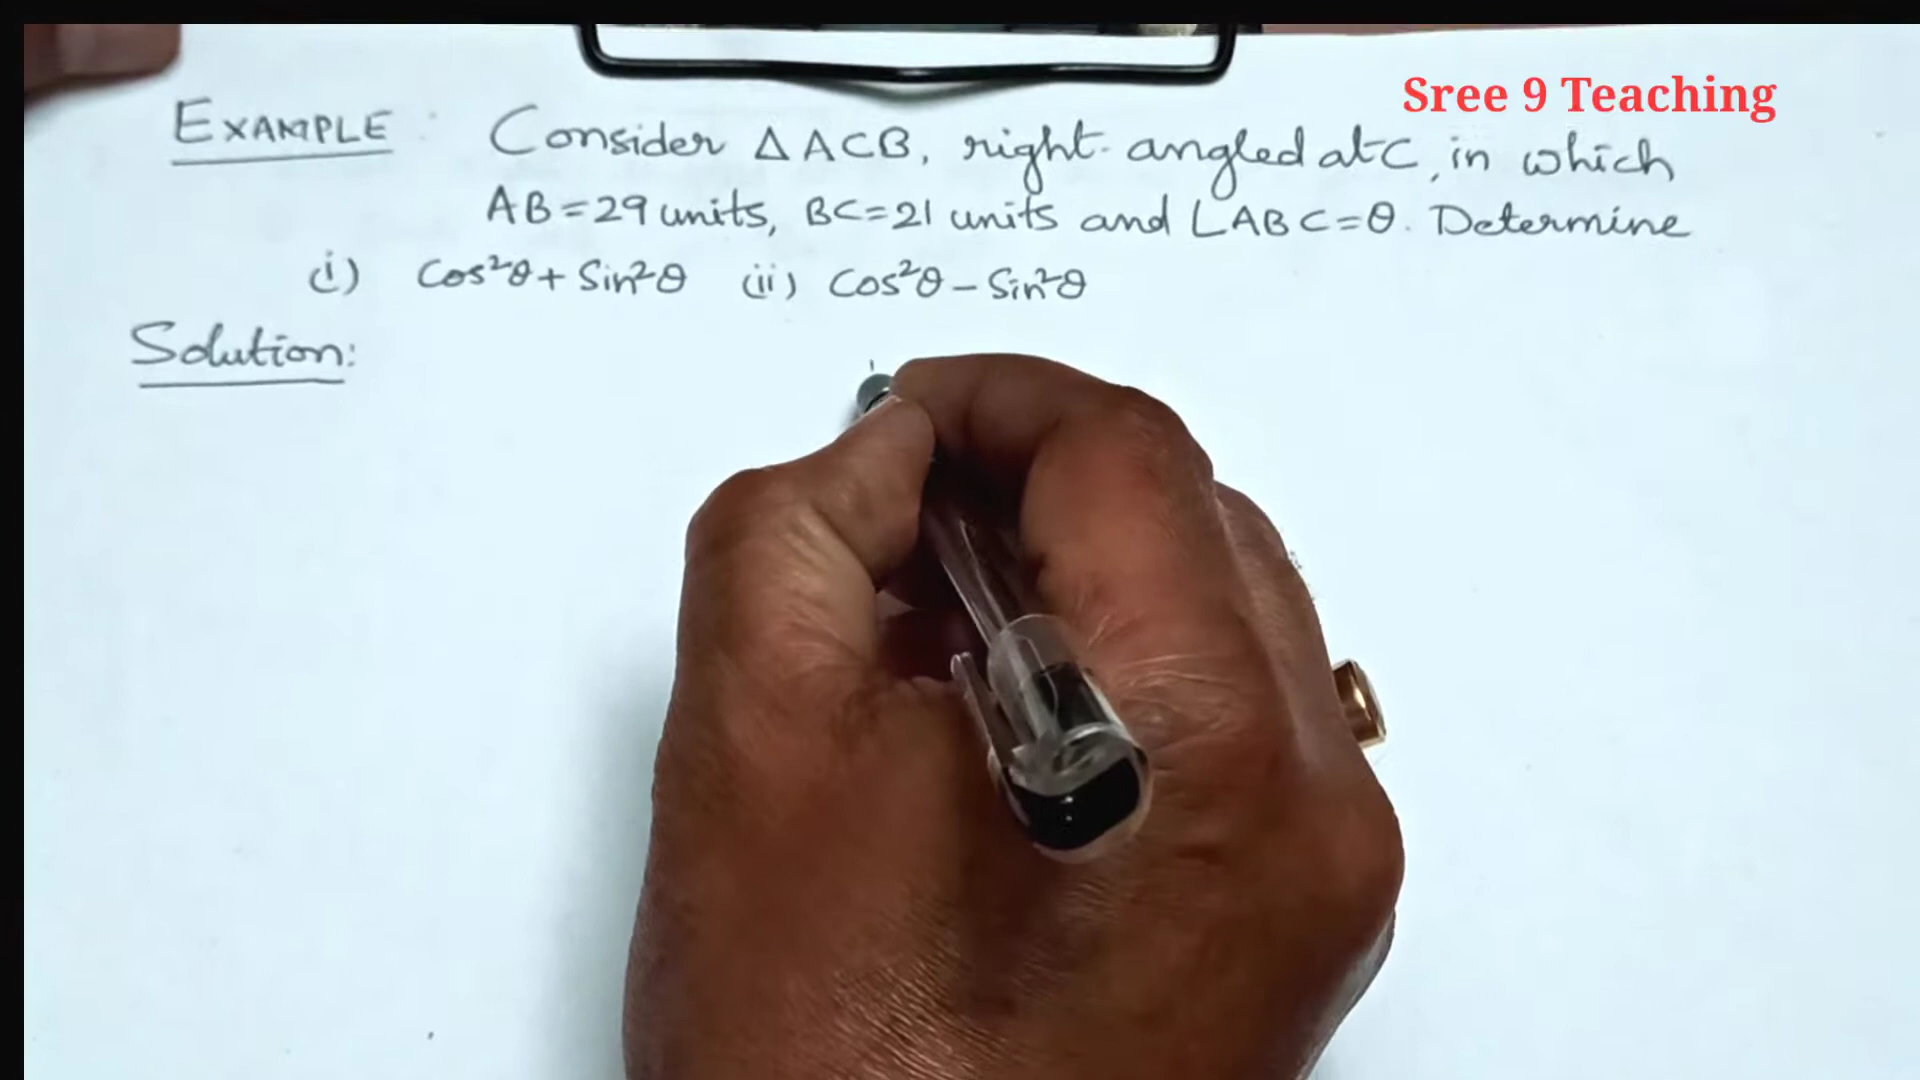 Sree 9 Teaching
EXAMPLE : Consider △ACB, right-angled at C, in which
AB=29 units, BC=21 units and ∠ABC=θ. Determine
(i) Cos²θ+Sin²θ (ii) Cos²θ-Sin²θ
Solution: